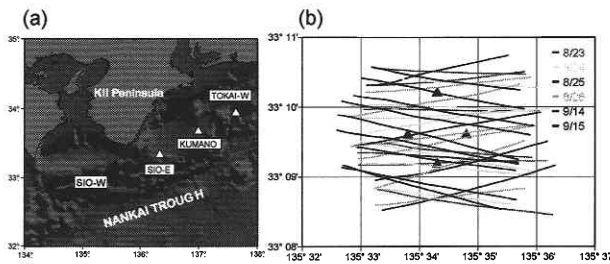 (a)
(b)
35°
34°
33°
32°
134°
135°
136°
137°
138°
KII Peninsula
TOKAI-W
KUMANO
SIO-E
SIO-W
NANKAI TROUGH
33° 11'
33° 10'
33° 09'
33° 08'
135° 32'
135° 33'
135° 34'
135° 35'
135° 36'
135° 3
8/23
8/25
9/14
9/15